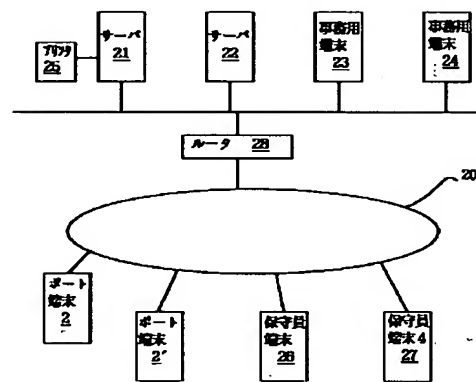 プリンタ
25
サーバ
21
サーバ
22
事務用
端末
23
事務用
端末
24
ルータ 28
20
ポート
端末
2
ポート
端末
2'
保守員
端末
26
保守員
端末4
27